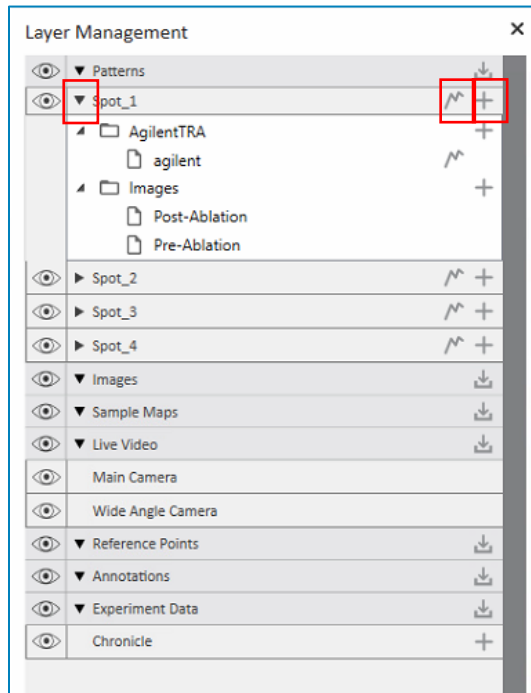 Layer Management
Patterns
Spot_1
AgilentTRA
agilent
Images
Post-Ablation
Pre-Ablation
Spot_2
Spot_3
Spot_4
Images
Sample Maps
Live Video
Main Camera
Wide Angle Camera
Reference Points
Annotations
Experiment Data
Chronicle